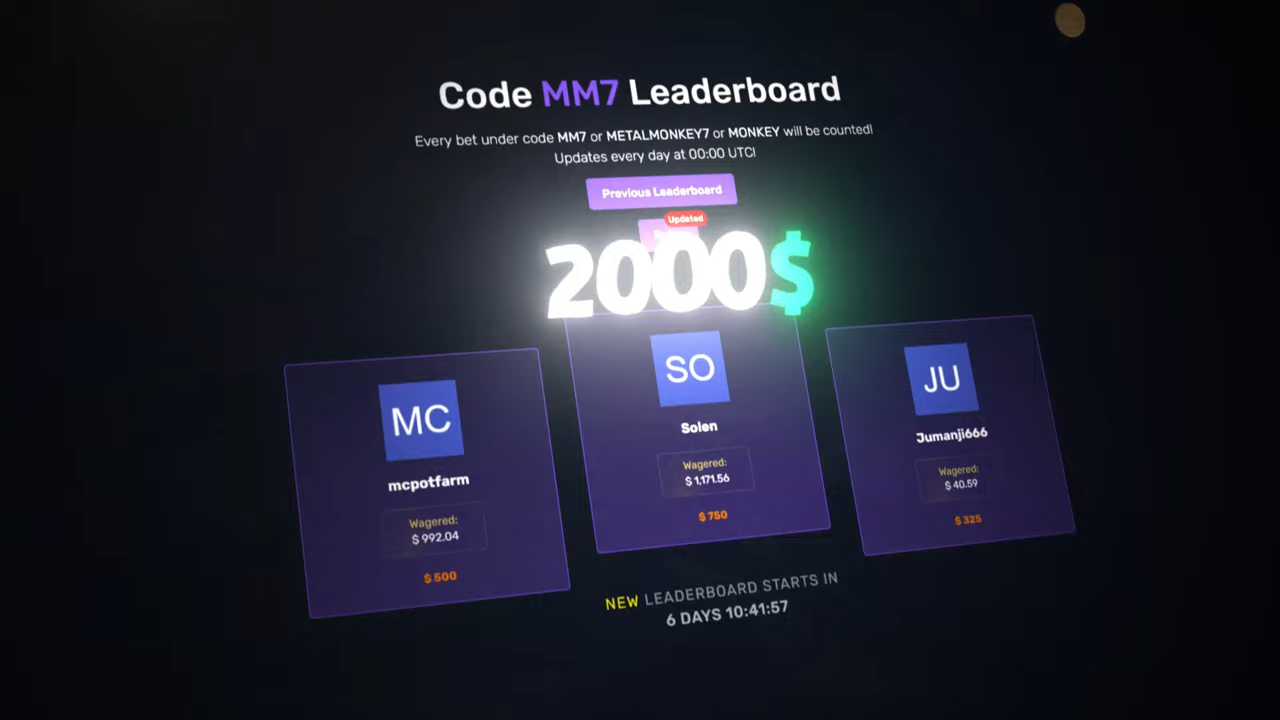 Code MM7 Leaderboard
Every bet under code MM7 or METALMONKEY7 or MONKEY will be counted!
Updates every day at 00:00 UTC!
Previous Leaderboard
Updated
2000$
MC
mcpotfarm
Wagered:
$ 992.04
$ 500
SO
Solen
Wagered:
$ 1,171.56
$ 750
JU
Jumanji666
Wagered:
$ 40.59
$ 325
NEW LEADERBOARD STARTS IN
6 DAYS 10:41:57